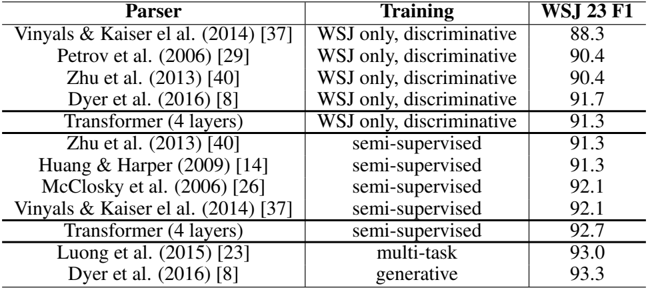 Parser Training WSJ 23 F1
Vinyals & Kaiser el al. (2014) [37] WSJ only, discriminative 88.3
Petrov et al. (2006) [29] WSJ only, discriminative 90.4
Zhu et al. (2013) [40] WSJ only, discriminative 90.4
Dyer et al. (2016) [8] WSJ only, discriminative 91.7
Transformer (4 layers) WSJ only, discriminative 91.3
Zhu et al. (2013) [40] semi-supervised 91.3
Huang & Harper (2009) [14] semi-supervised 91.3
McClosky et al. (2006) [26] semi-supervised 92.1
Vinyals & Kaiser el al. (2014) [37] semi-supervised 92.1
Transformer (4 layers) semi-supervised 92.7
Luong et al. (2015) [23] multi-task 93.0
Dyer et al. (2016) [8] generative 93.3